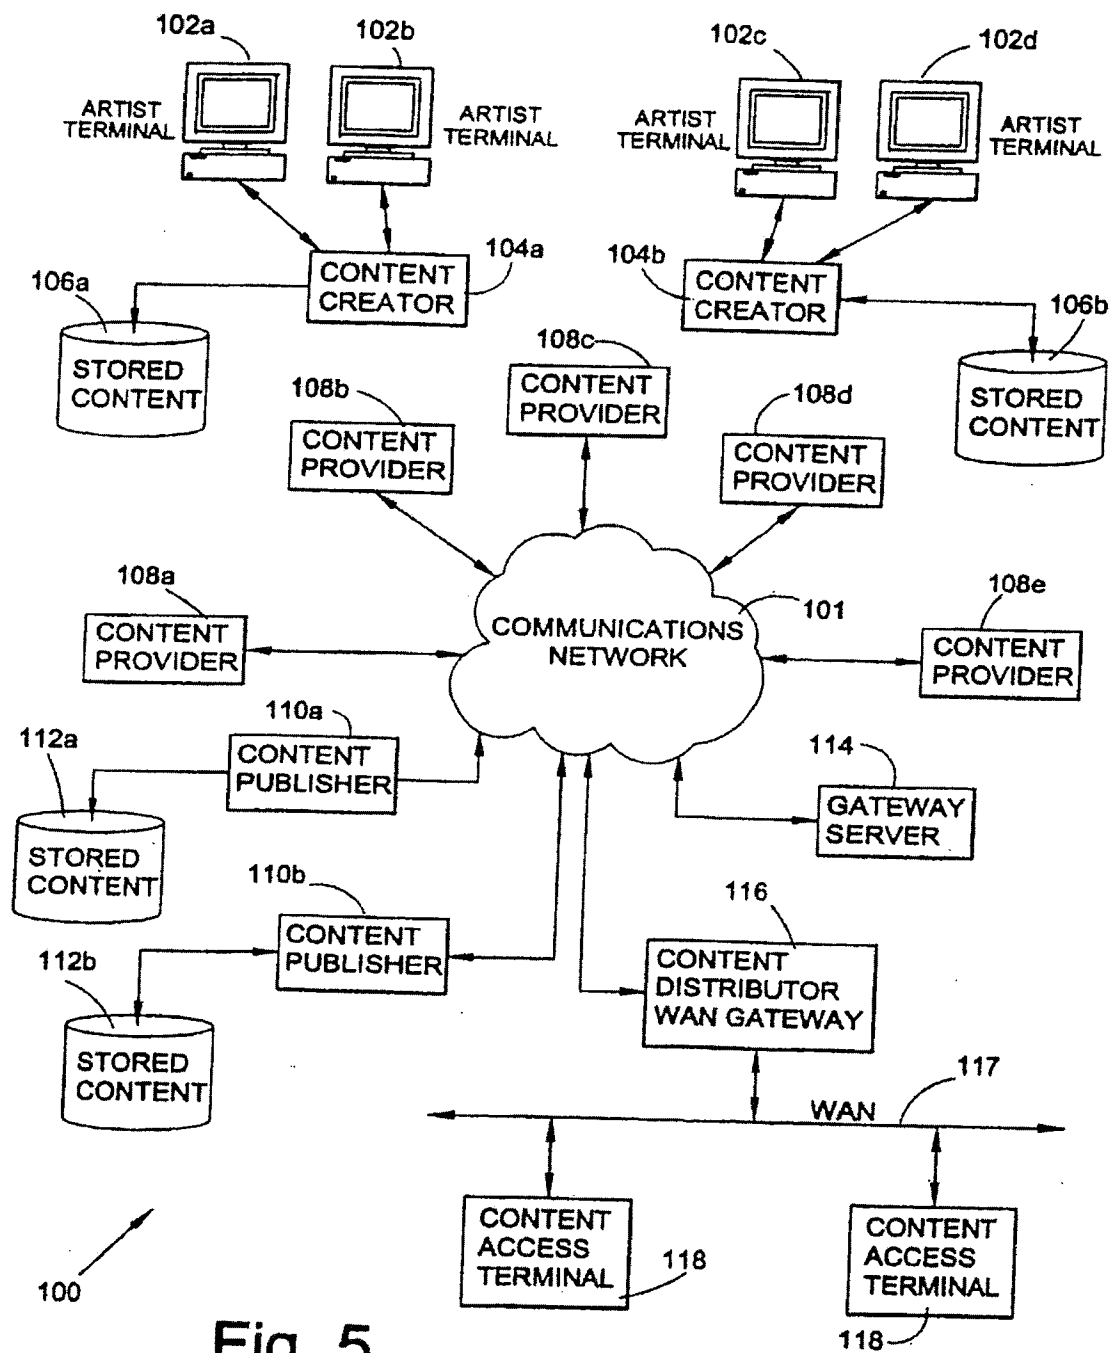 102a
102b
102c
102d
ARTIST
TERMINAL
ARTIST
TERMINAL
ARTIST
TERMINAL
ARTIST
TERMINAL
CONTENT
CREATOR
104a
104b
CONTENT
CREATOR
106a
STORED
CONTENT
106b
STORED
CONTENT
108b
CONTENT
PROVIDER
108c
CONTENT
PROVIDER
108d
CONTENT
PROVIDER
108a
CONTENT
PROVIDER
COMMUNICATIONS
NETWORK
101
108e
CONTENT
PROVIDER
110a
CONTENT
PUBLISHER
112a
STORED
CONTENT
114
GATEWAY
SERVER
110b
CONTENT
PUBLISHER
112b
STORED
CONTENT
116
CONTENT
DISTRIBUTOR
WAN GATEWAY
WAN
117
CONTENT
ACCESS
TERMINAL
118
CONTENT
ACCESS
TERMINAL
118
100
Fig. 5